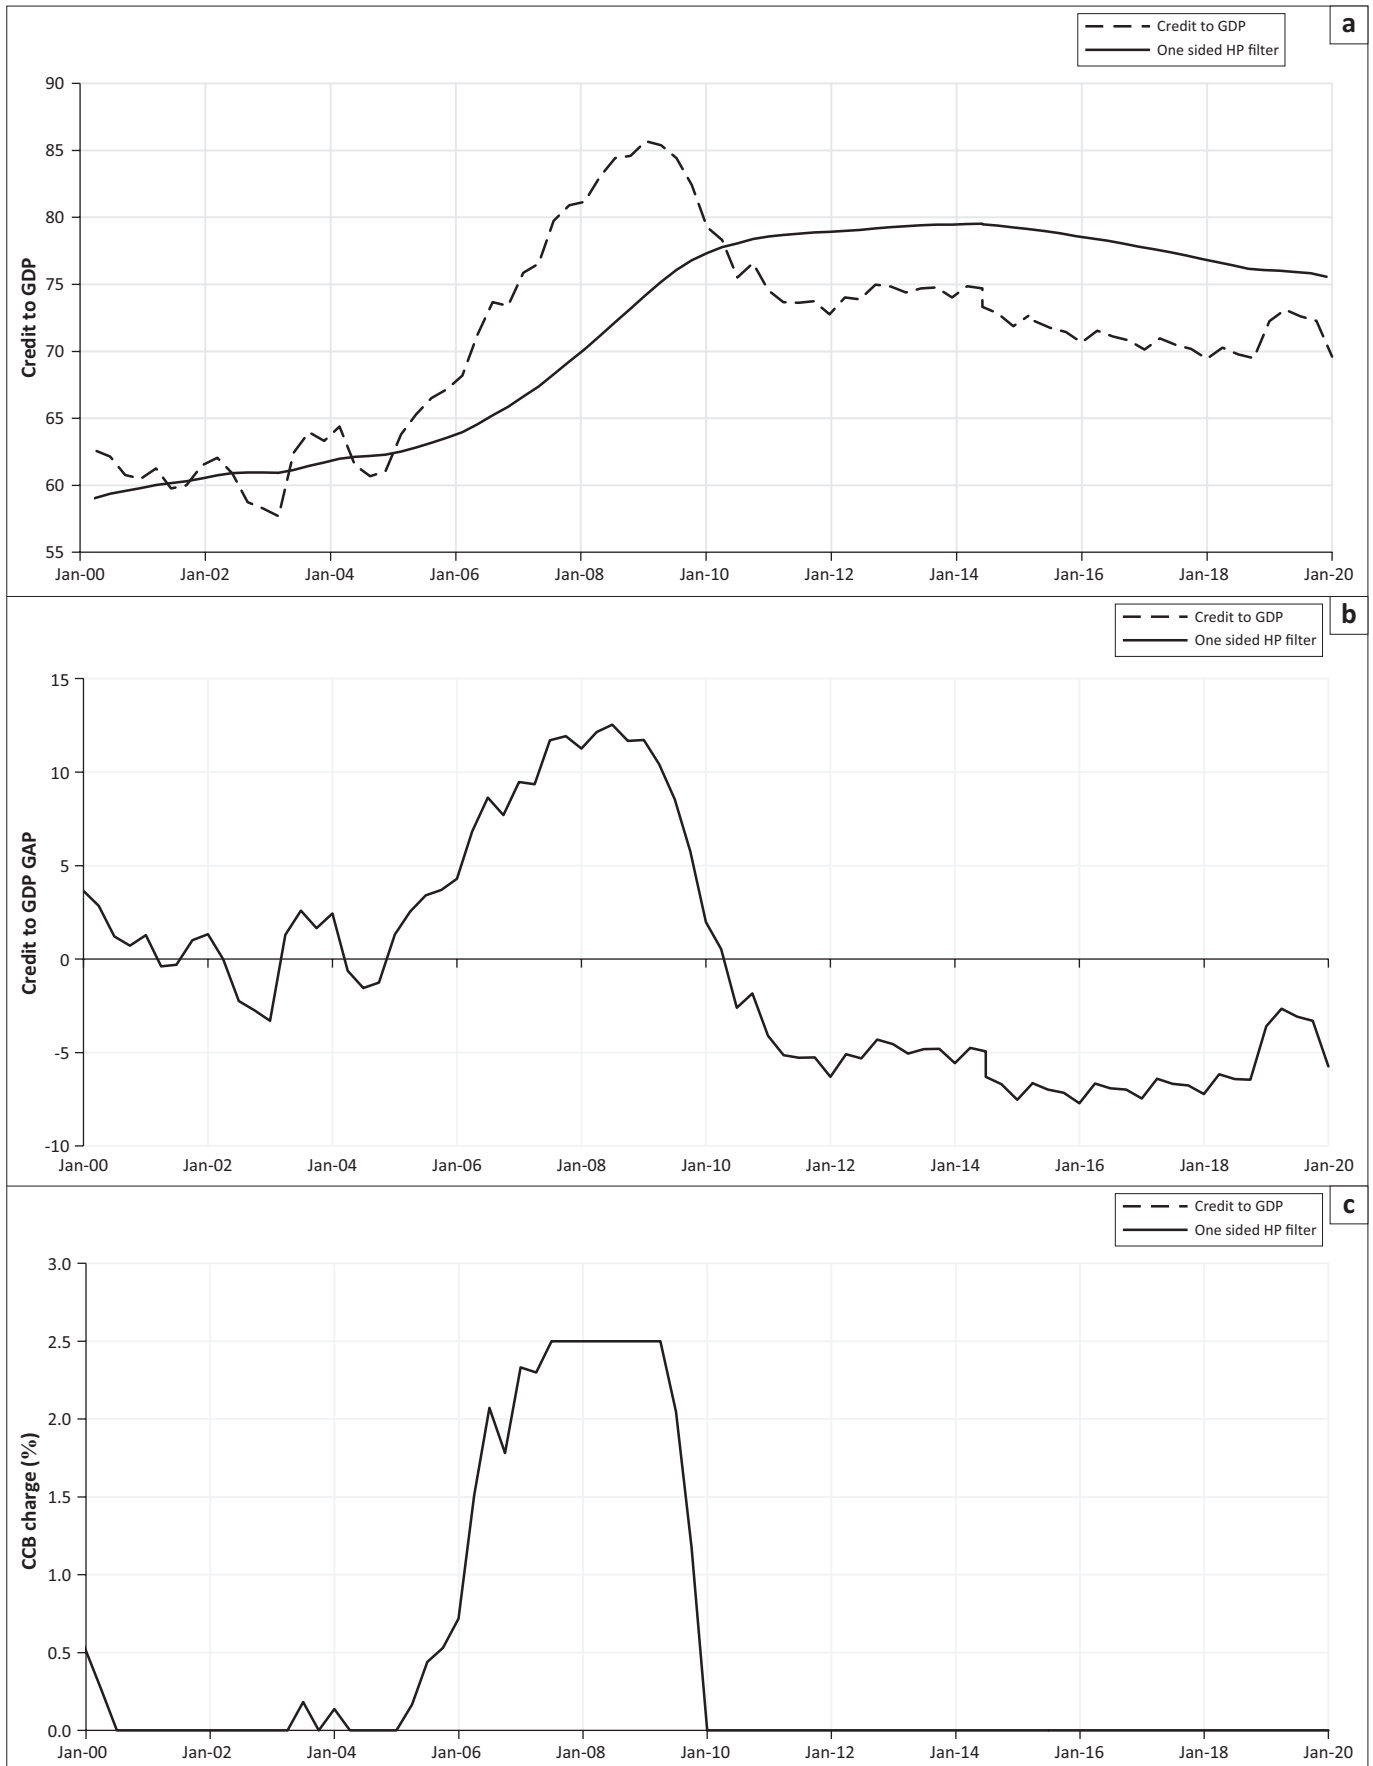 a
Credit to GDP
One sided HP filter
90
85
80
75
70
65
60
55
Credit to GDP
Jan-00 Jan-02 Jan-04 Jan-06 Jan-08 Jan-10 Jan-12 Jan-14 Jan-16 Jan-18 Jan-20
b
Credit to GDP
One sided HP filter
15
10
5
0
-5
-10
Credit to GDP GAP
Jan-00 Jan-02 Jan-04 Jan-06 Jan-08 Jan-10 Jan-12 Jan-14 Jan-16 Jan-18 Jan-20
c
Credit to GDP
One sided HP filter
3.0
2.5
2.0
1.5
1.0
0.5
0.0
CCB charge (%)
Jan-00 Jan-02 Jan-04 Jan-06 Jan-08 Jan-10 Jan-12 Jan-14 Jan-16 Jan-18 Jan-20